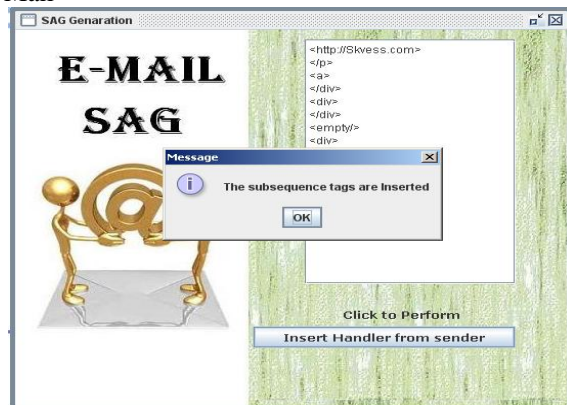 Mail
SAG Genaration
E-MAIL
SAG
<http://Skvess.com>
</p>
<a>
</div>
<div>
</div>
<empty/>
<div>
Message
The subsequence tags are Inserted
OK
Click to Perform
Insert Handler from sender